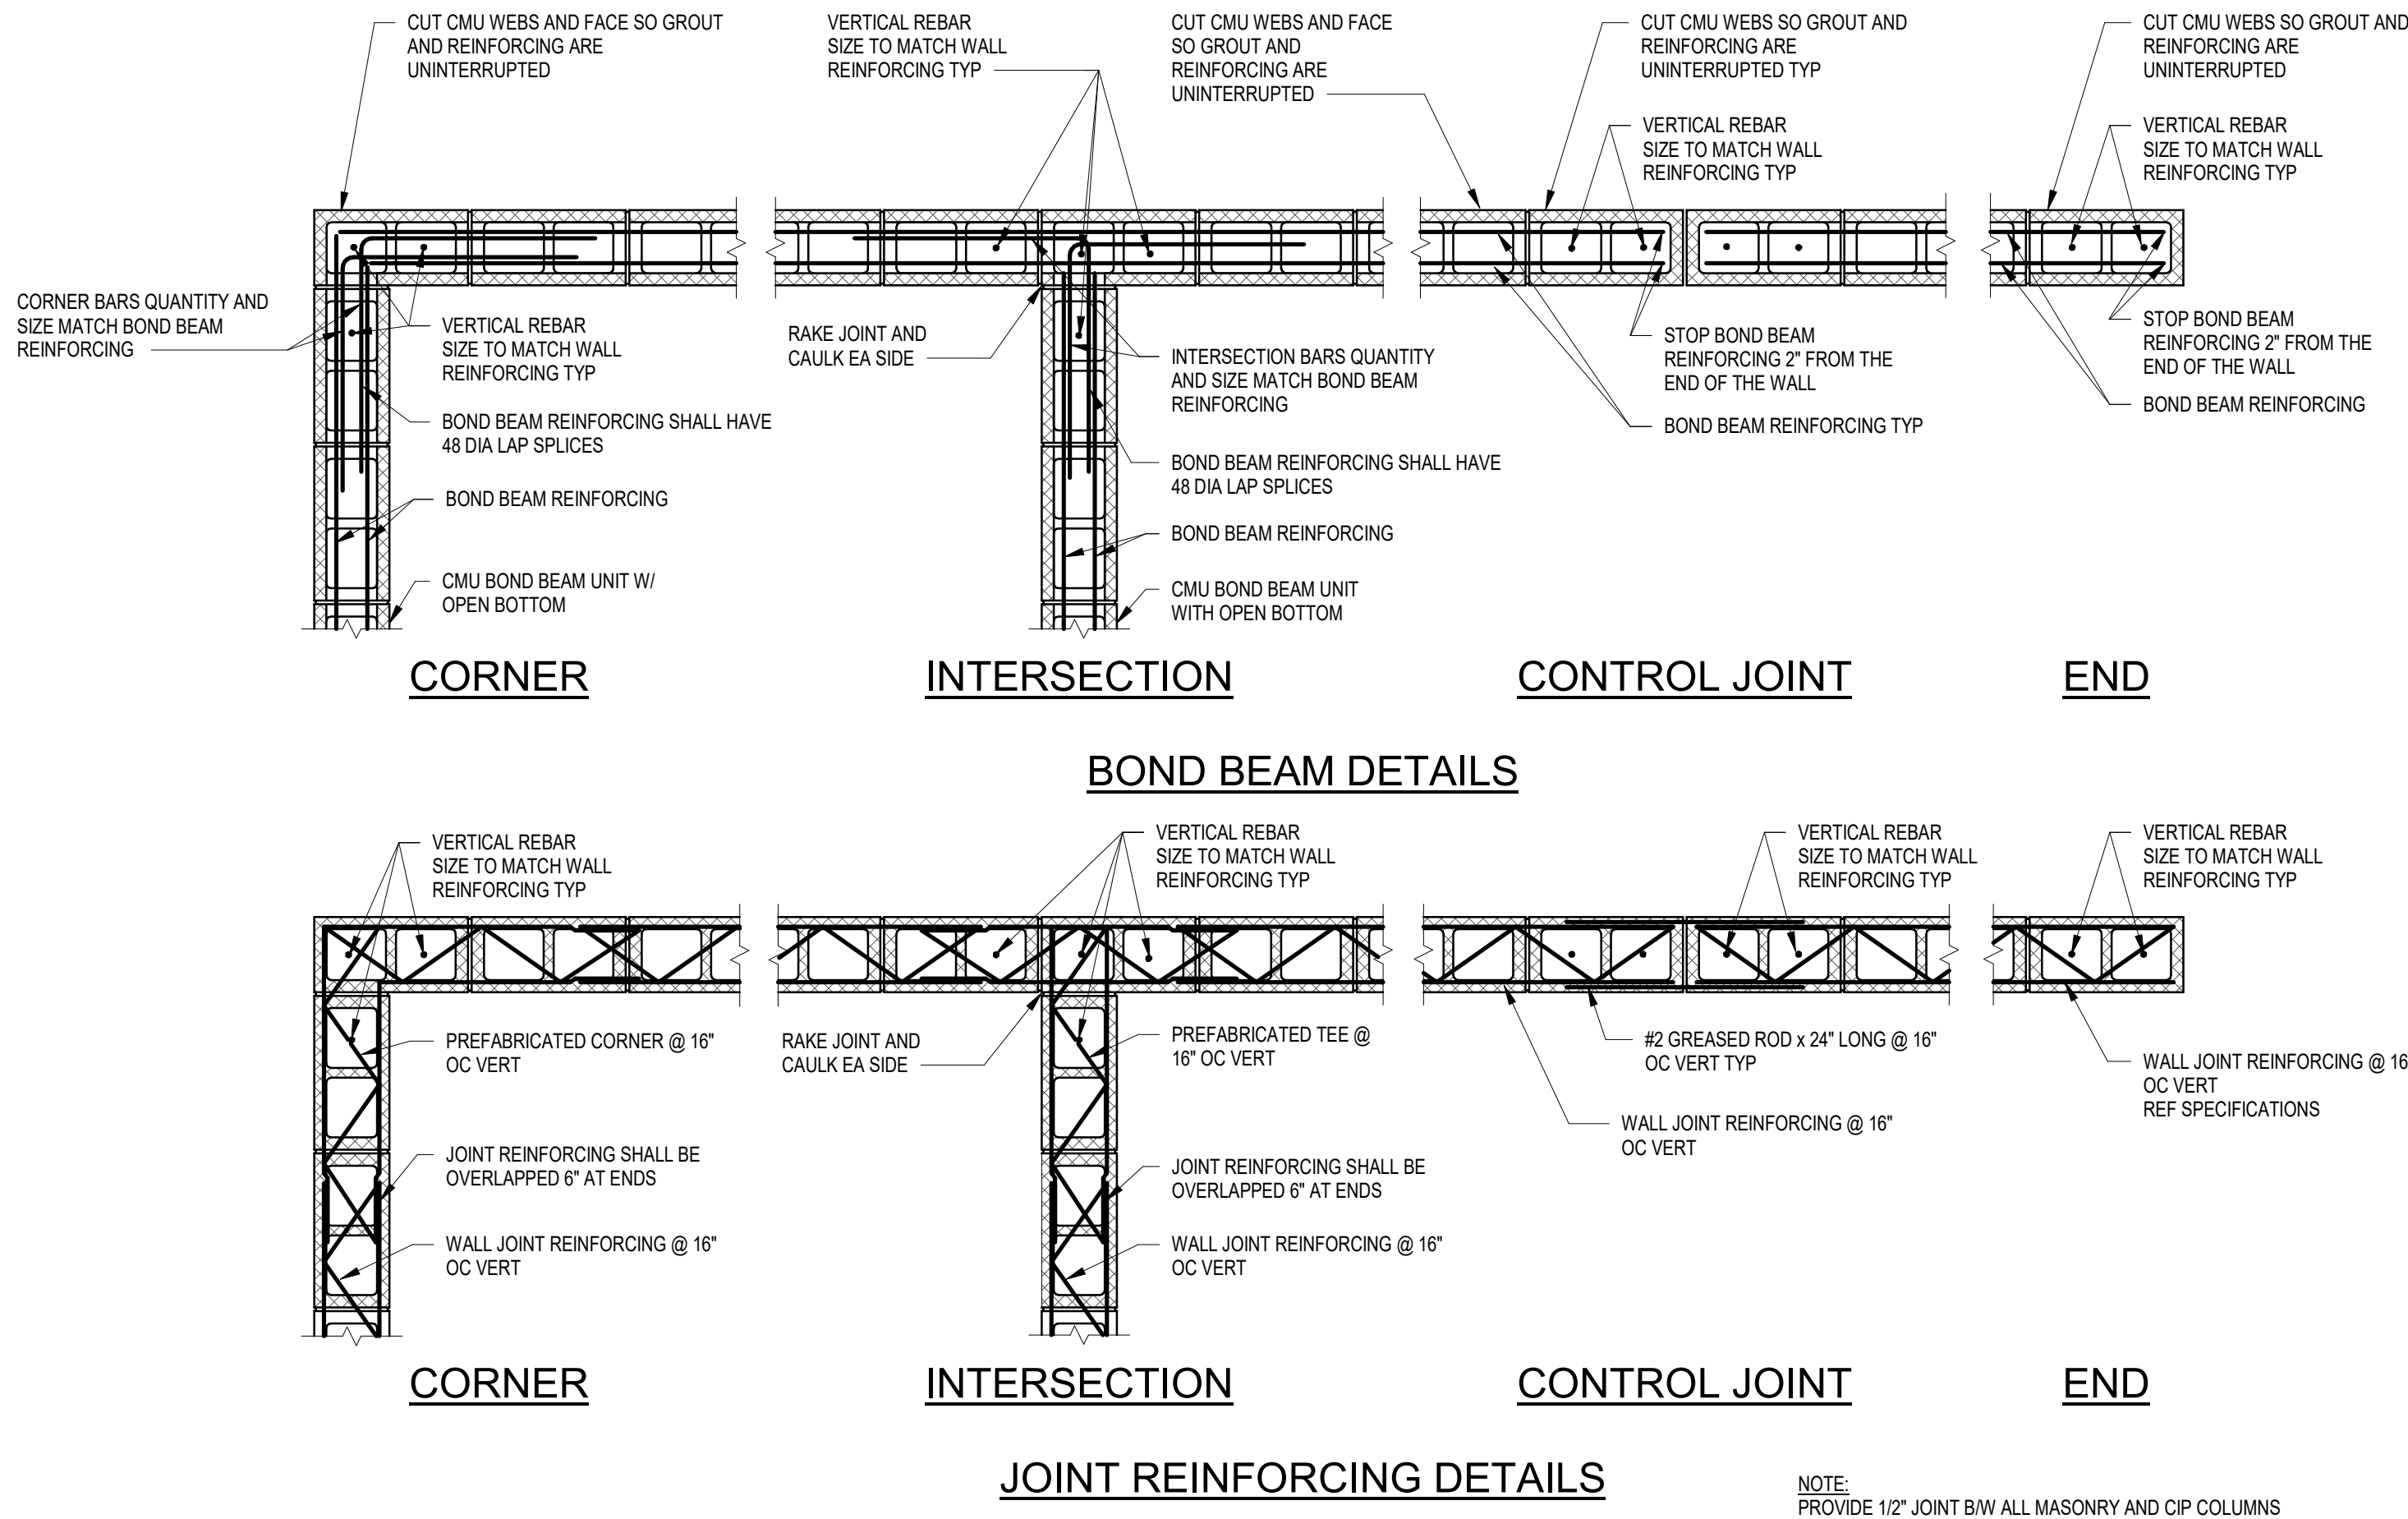 CUT CMU WEBS AND FACE SO GROUT
AND REINFORCING ARE
UNINTERRUPTED
VERTICAL REBAR
SIZE TO MATCH WALL
REINFORCING TYP
CUT CMU WEBS AND FACE
SO GROUT AND
REINFORCING ARE
UNINTERRUPTED
CUT CMU WEBS SO GROUT AND
REINFORCING ARE
UNINTERRUPTED TYP
CUT CMU WEBS SO GROUT AND
REINFORCING ARE
UNINTERRUPTED
VERTICAL REBAR
SIZE TO MATCH WALL
REINFORCING TYP
VERTICAL REBAR
SIZE TO MATCH WALL
REINFORCING TYP
CORNER BARS QUANTITY AND
SIZE MATCH BOND BEAM
REINFORCING
VERTICAL REBAR
SIZE TO MATCH WALL
REINFORCING TYP
BOND BEAM REINFORCING SHALL HAVE
48 DIA LAP SPLICES
BOND BEAM REINFORCING
CMU BOND BEAM UNIT W/
OPEN BOTTOM
RAKE JOINT AND
CAULK EA SIDE
INTERSECTION BARS QUANTITY
AND SIZE MATCH BOND BEAM
REINFORCING
BOND BEAM REINFORCING SHALL HAVE
48 DIA LAP SPLICES
BOND BEAM REINFORCING
CMU BOND BEAM UNIT
WITH OPEN BOTTOM
STOP BOND BEAM
REINFORCING 2" FROM THE
END OF THE WALL
BOND BEAM REINFORCING TYP
STOP BOND BEAM
REINFORCING 2" FROM THE
END OF THE WALL
BOND BEAM REINFORCING
CORNER
INTERSECTION
CONTROL JOINT
END
BOND BEAM DETAILS
VERTICAL REBAR
SIZE TO MATCH WALL
REINFORCING TYP
VERTICAL REBAR
SIZE TO MATCH WALL
REINFORCING TYP
VERTICAL REBAR
SIZE TO MATCH WALL
REINFORCING TYP
VERTICAL REBAR
SIZE TO MATCH WALL
REINFORCING TYP
PREFABRICATED CORNER @ 16"
OC VERT
JOINT REINFORCING SHALL BE
OVERLAPPED 6" AT ENDS
WALL JOINT REINFORCING @ 16"
OC VERT
RAKE JOINT AND
CAULK EA SIDE
PREFABRICATED TEE @
16" OC VERT
JOINT REINFORCING SHALL BE
OVERLAPPED 6" AT ENDS
WALL JOINT REINFORCING @ 16"
OC VERT
#2 GREASED ROD x 24" LONG @ 16"
OC VERT TYP
WALL JOINT REINFORCING @ 16"
OC VERT
WALL JOINT REINFORCING @ 16
OC VERT
REF SPECIFICATIONS
CORNER
INTERSECTION
CONTROL JOINT
END
JOINT REINFORCING DETAILS
NOTE:
PROVIDE 1/2" JOINT B/W ALL MASONRY AND CIP COLUMNS